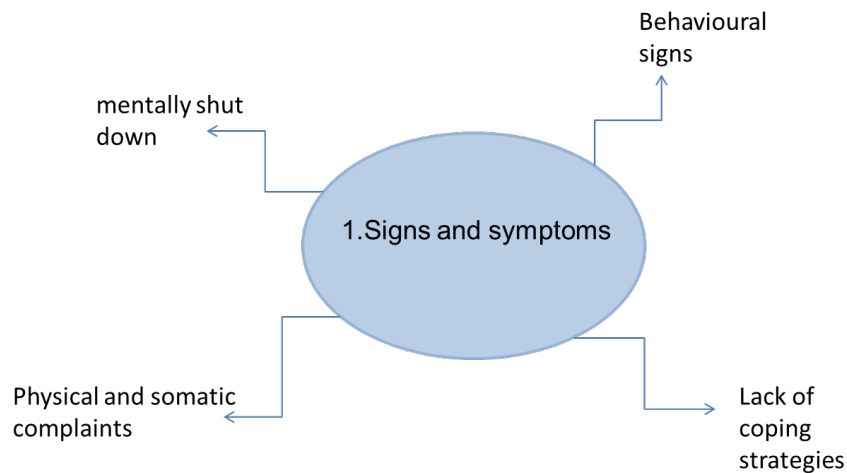 Behavioural
signs
mentally shut
down
1.Signs and symptoms
Physical and somatic
complaints
Lack of
coping
strategies